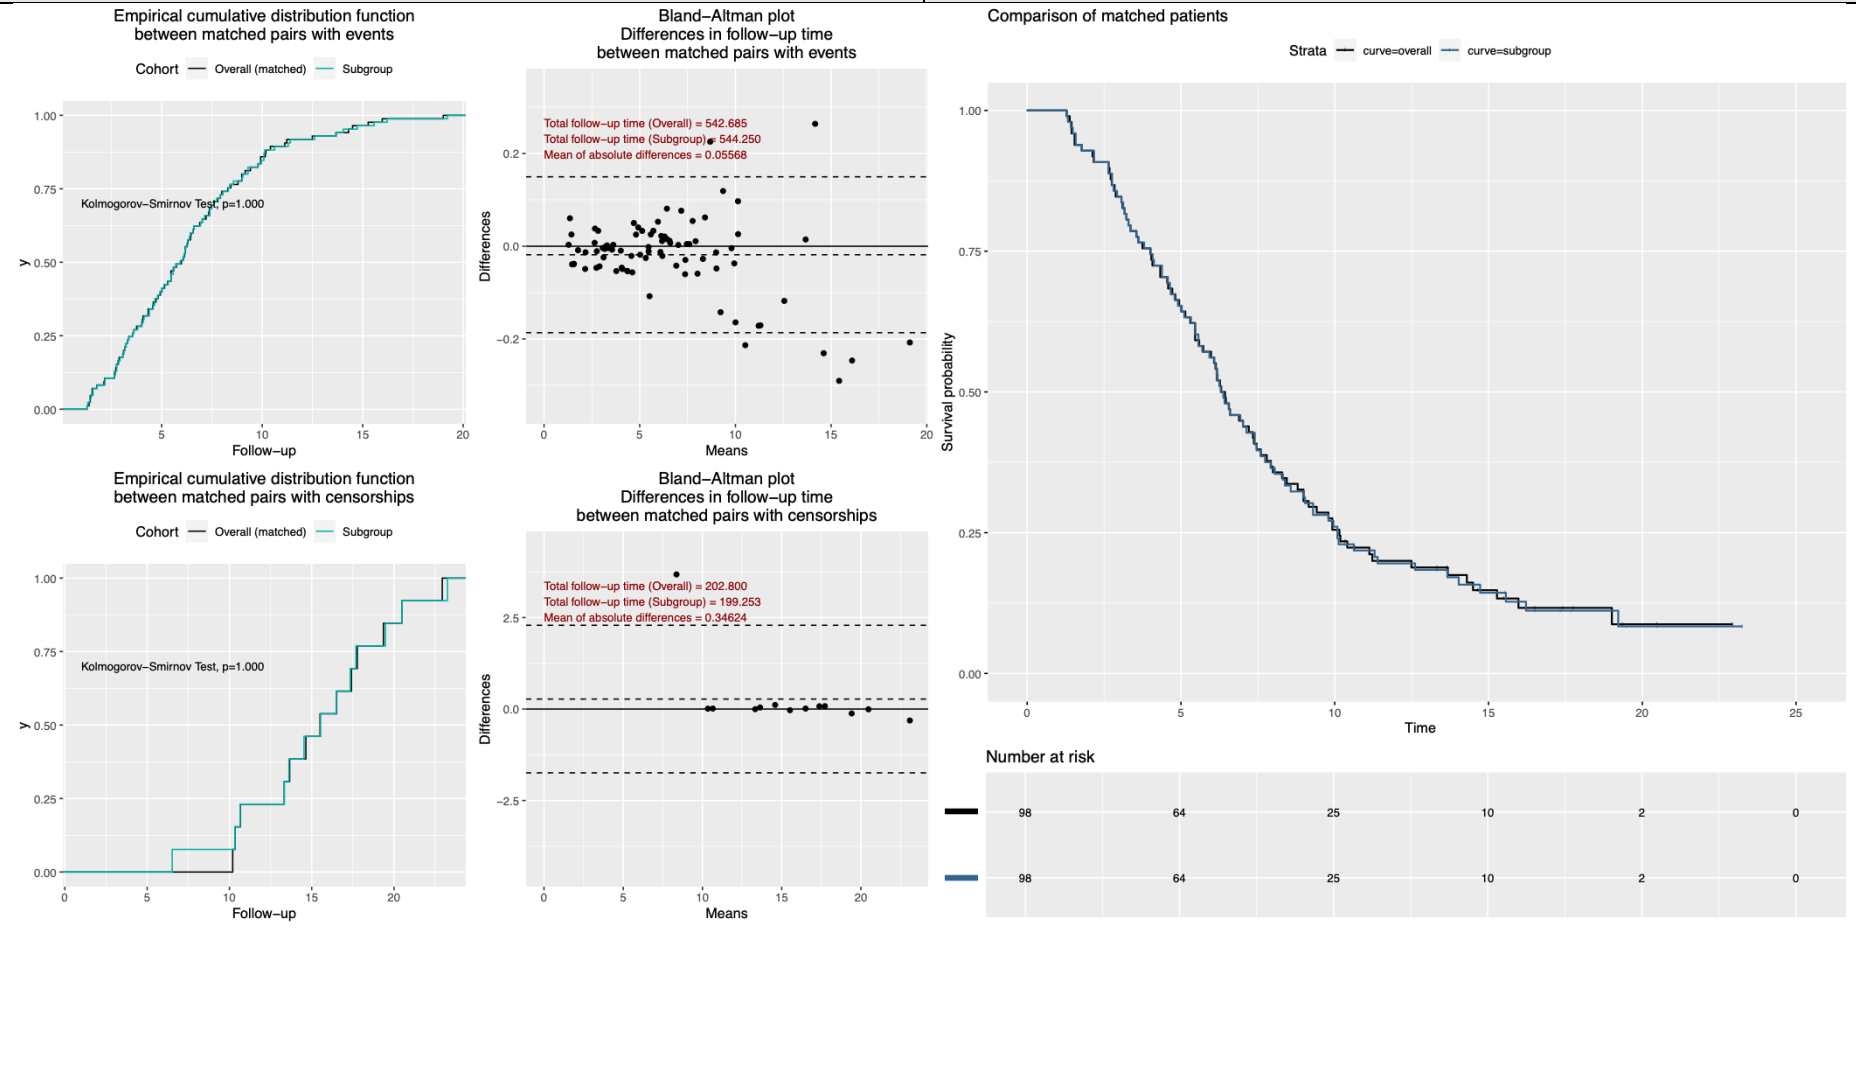 Empirical cumulative distribution function
between matched pairs with events
Cohort Overall (matched) Subgroup
1.00
0.75
0.50
0.25
0.00
y
Kolmogorov−Smirnov Test, p=1.000
5 10 15 20
Follow−up
Bland−Altman plot
Differences in follow−up time
between matched pairs with events
Total follow−up time (Overall) = 542.685
Total follow−up time (Subgroup) = 544.250
Mean of absolute differences = 0.05568
0.2
0.0
−0.2
Differences
0 5 10 15 20
Means
Empirical cumulative distribution function
between matched pairs with censorships
Cohort Overall (matched) Subgroup
1.00
0.75
0.50
0.25
0.00
y
Kolmogorov−Smirnov Test, p=1.000
0 5 10 15 20
Follow−up
Bland−Altman plot
Differences in follow−up time
between matched pairs with censorships
Total follow−up time (Overall) = 202.800
Total follow−up time (Subgroup) = 199.253
Mean of absolute differences = 0.34624
2.5
0.0
−2.5
Differences
0 5 10 15 20
Means
Comparison of matched patients
Strata curve=overall curve=subgroup
1.00
0.75
0.50
0.25
0.00
Survival probability
0 5 10 15 20 25
Time
Number at risk
98 64 25 10 2 0
98 64 25 10 2 0